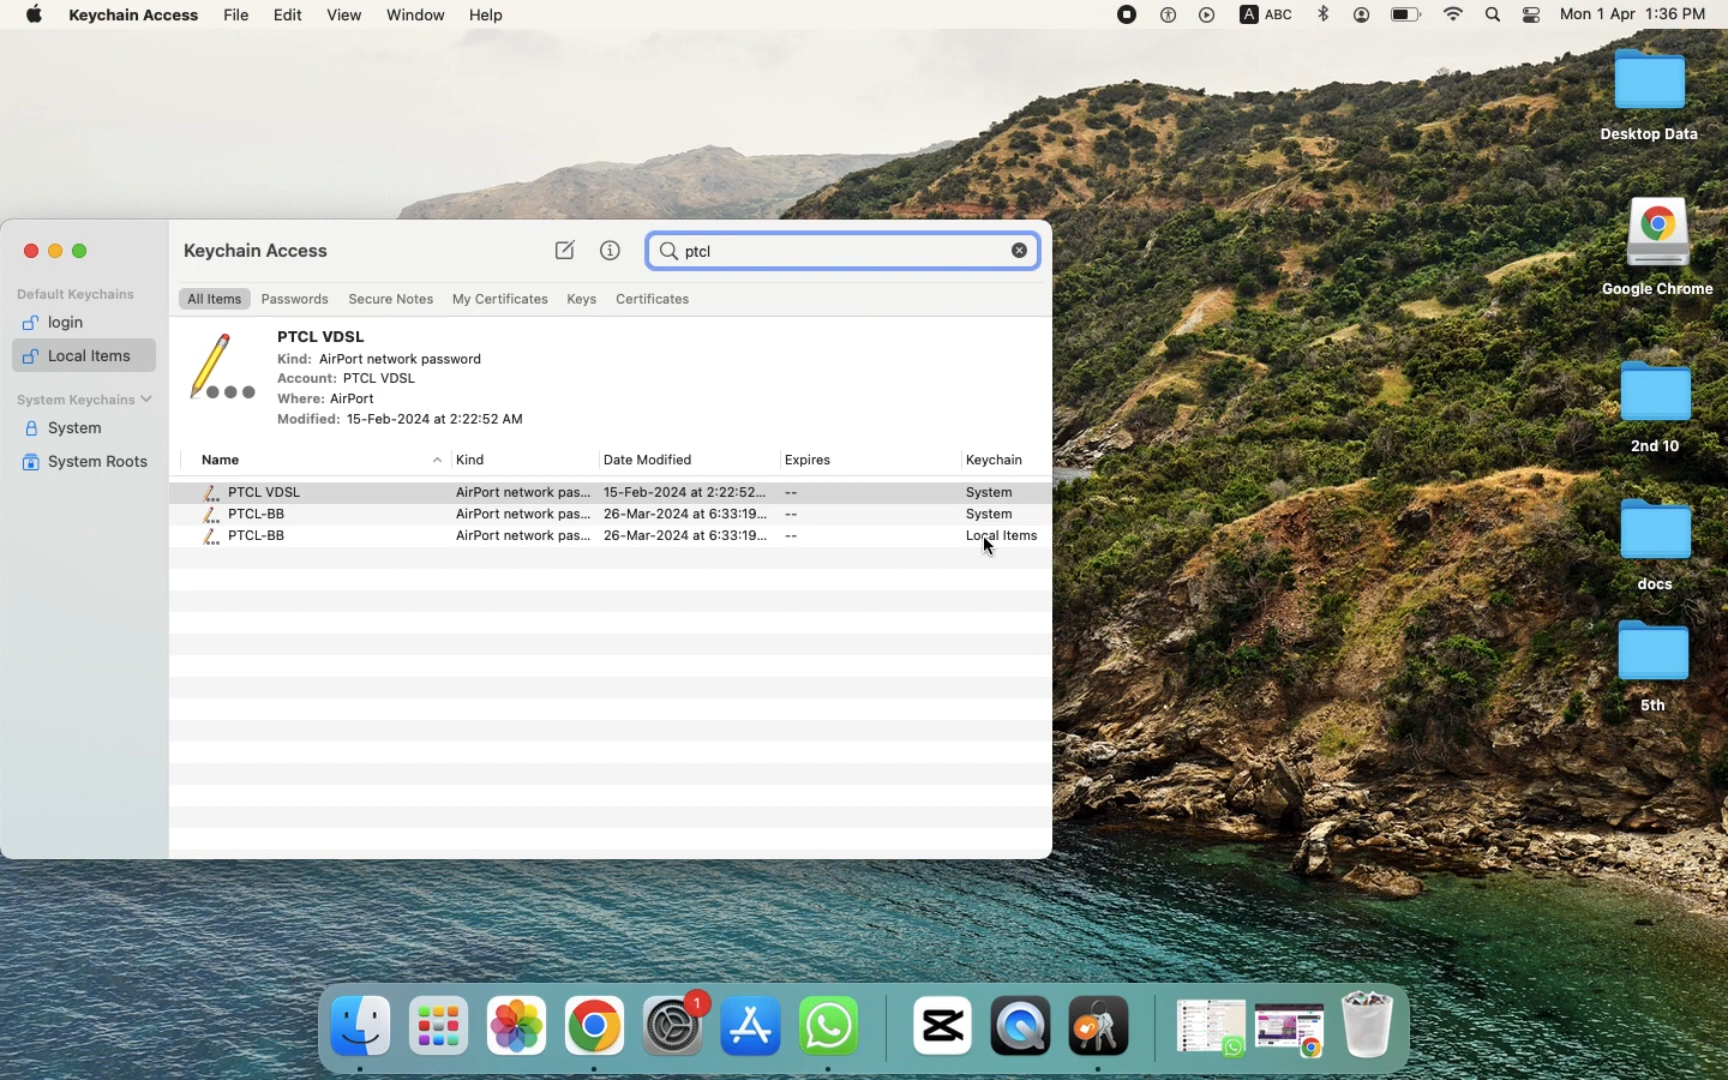 Keychain Access File Edit View Window Help A ABC Mon 1 Apr 1:36 PM
Desktop Data
Google Chrome
2nd 10
docs
5th
Keychain Access
ptcl
Default Keychains
login
Local Items
System Keychains
System
System Roots
All Items Passwords Secure Notes My Certificates Keys Certificates
PTCL VDSL
Kind: AirPort network password
Account: PTCL VDSL
Where: AirPort
Modified: 15-Feb-2024 at 2:22:52 AM
Name Kind Date Modified Expires Keychain
PTCL VDSL AirPort network pas... 15-Feb-2024 at 2:22:52... -- System
PTCL-BB AirPort network pas... 26-Mar-2024 at 6:33:19... -- System
PTCL-BB AirPort network pas... 26-Mar-2024 at 6:33:19... -- Local Items
1